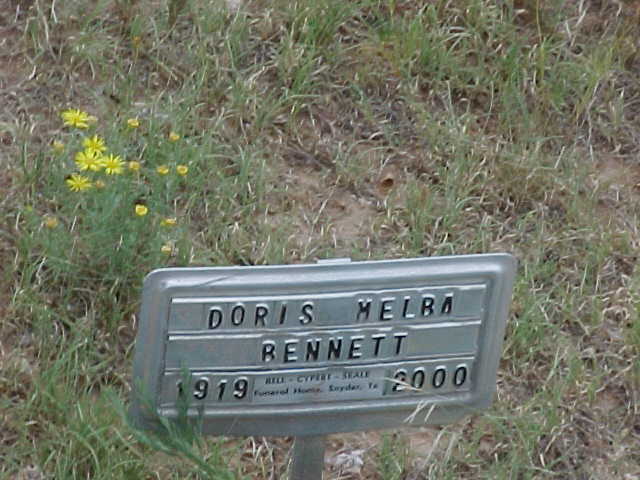 DORIS MELBA
BENNETT
1919 BELL - CYPERT - SEALE 2000
Funeral Home, Snyder, Tx